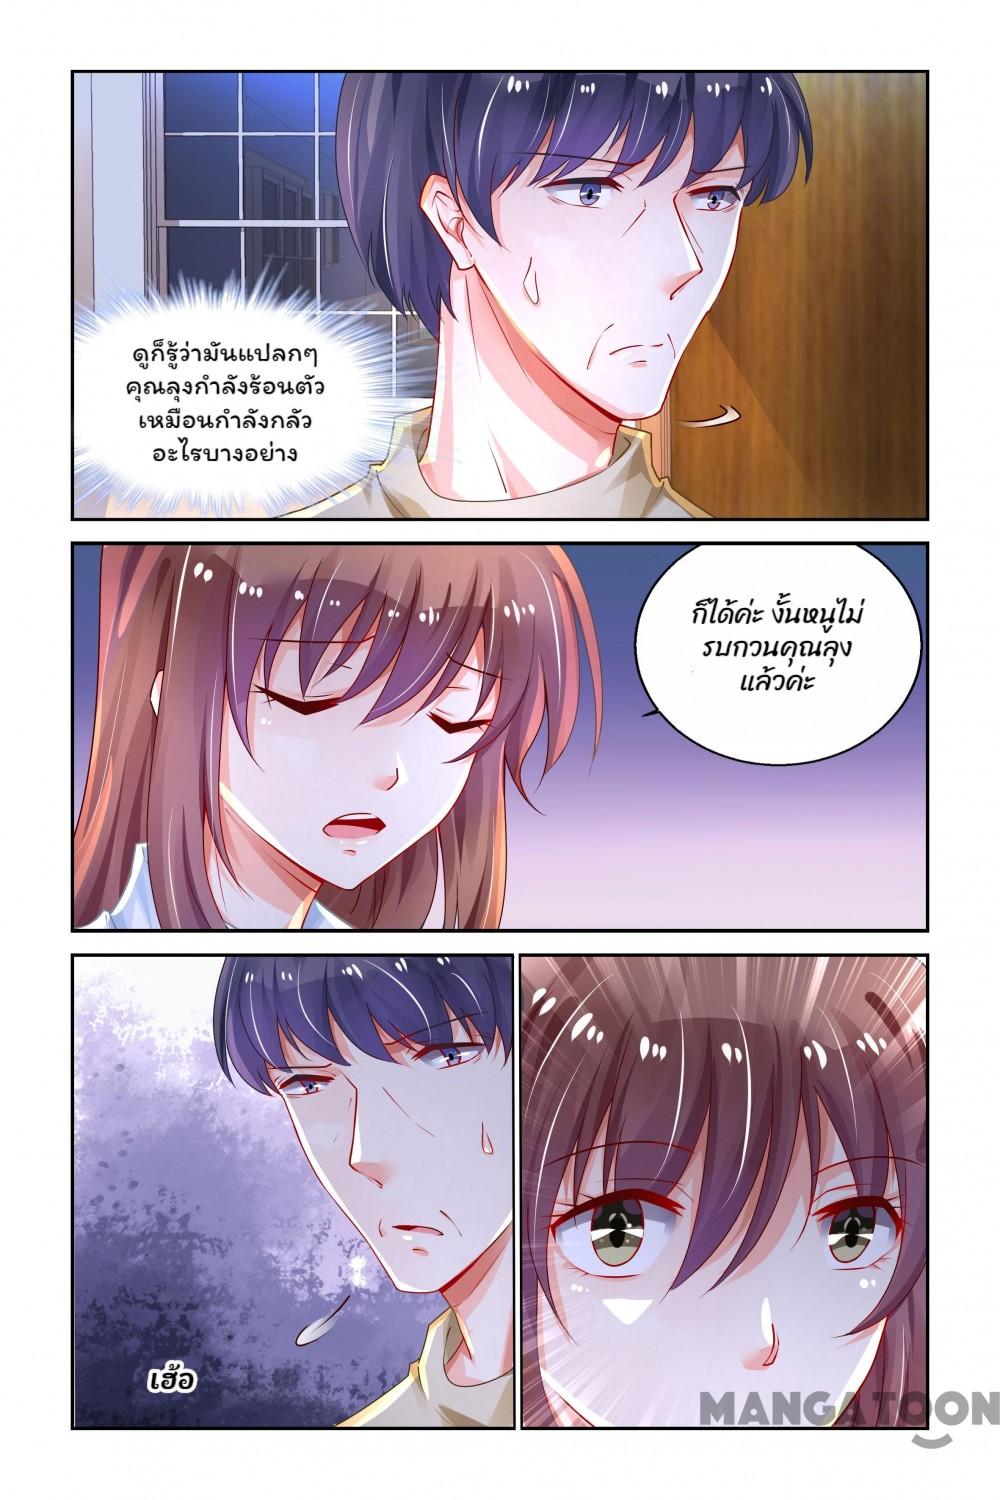 ดูก็รู้ว่ามันแปลกๆ
คุณลุงกำลังร้อนตัว
เหมือนกำลังกลัว
อะไรบางอย่าง
ก็ได้ค่ะ งั้นหนูไม่
รบกวนคุณลุง
แล้วค่ะ
เฮ้อ
MANGATOON